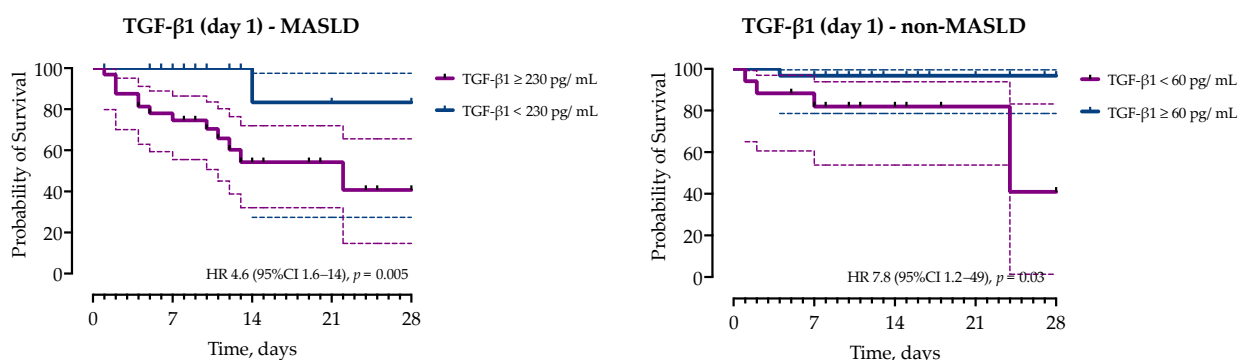 TGF-β1 (day 1) - MASLD
Probability of Survival
100
80
60
40
20
0
TGF-β1 ≥ 230 pg/ mL
TGF-β1 < 230 pg/ mL
HR 4.6 (95%CI 1.6–14), p = 0.005
0 7 14 21 28
Time, days
TGF-β1 (day 1) - non-MASLD
Probability of Survival
100
80
60
40
20
0
TGF-β1 < 60 pg/ mL
TGF-β1 ≥ 60 pg/ mL
HR 7.8 (95%CI 1.2–49), p = 0.03
0 7 14 21 28
Time, days